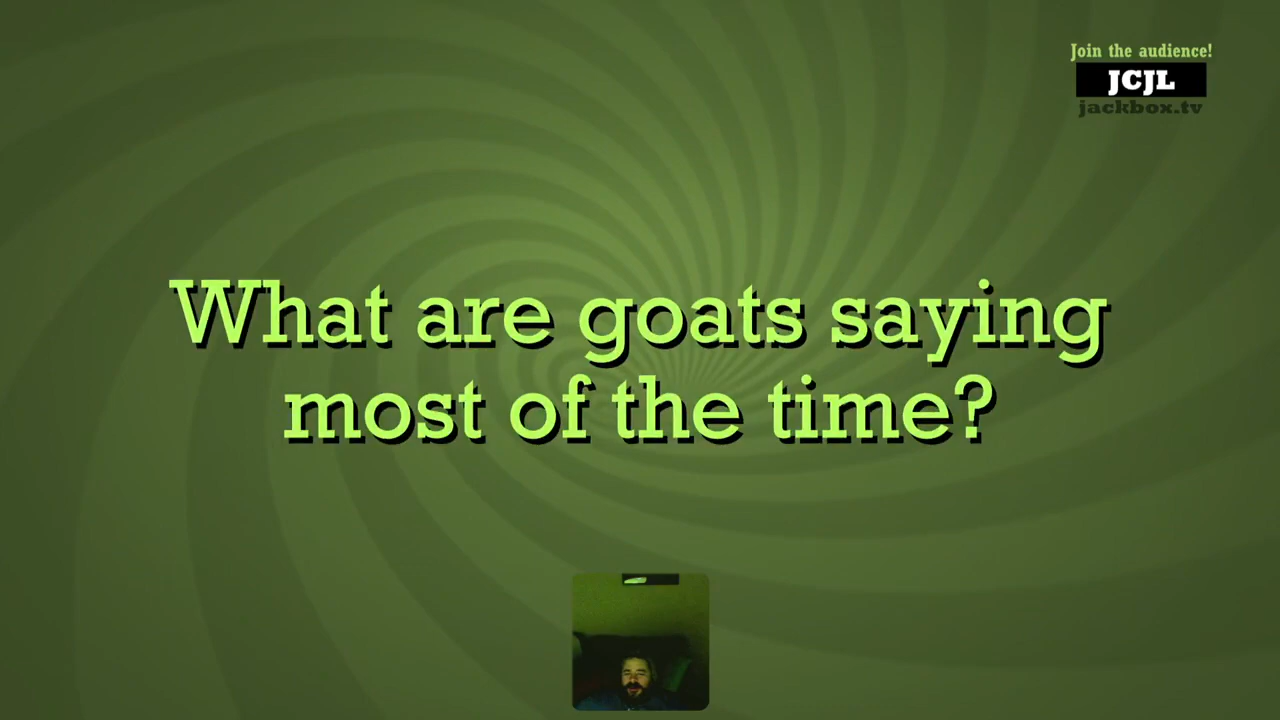 Join the audience!
JCJL
jackbox.tv
What are goats saying
most of the time?